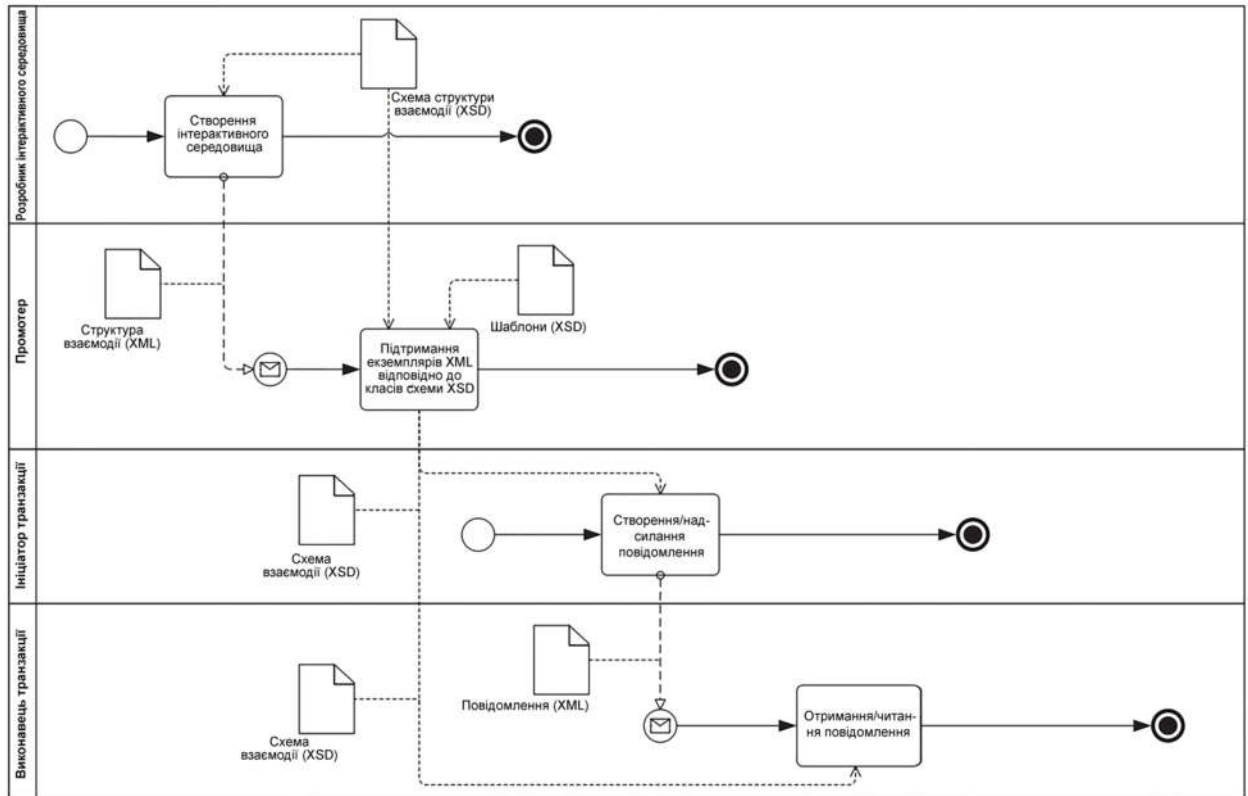 Розробник інтерактивного середовища
Схема структури
взаємодії (XSD)
Створення
інтерактивного
середовища
Промотер
Структура
взаємодії (XML)
Шаблони (XSD)
Підтримання
екземплярів XML
відповідно до
класів схеми XSD
Ініціатор транзакції
Схема
взаємодії (XSD)
Створення/над-
силання
повідомлення
Виконавець транзакції
Схема
взаємодії (XSD)
Повідомлення (XML)
Отримання/читан-
ня повідомлення